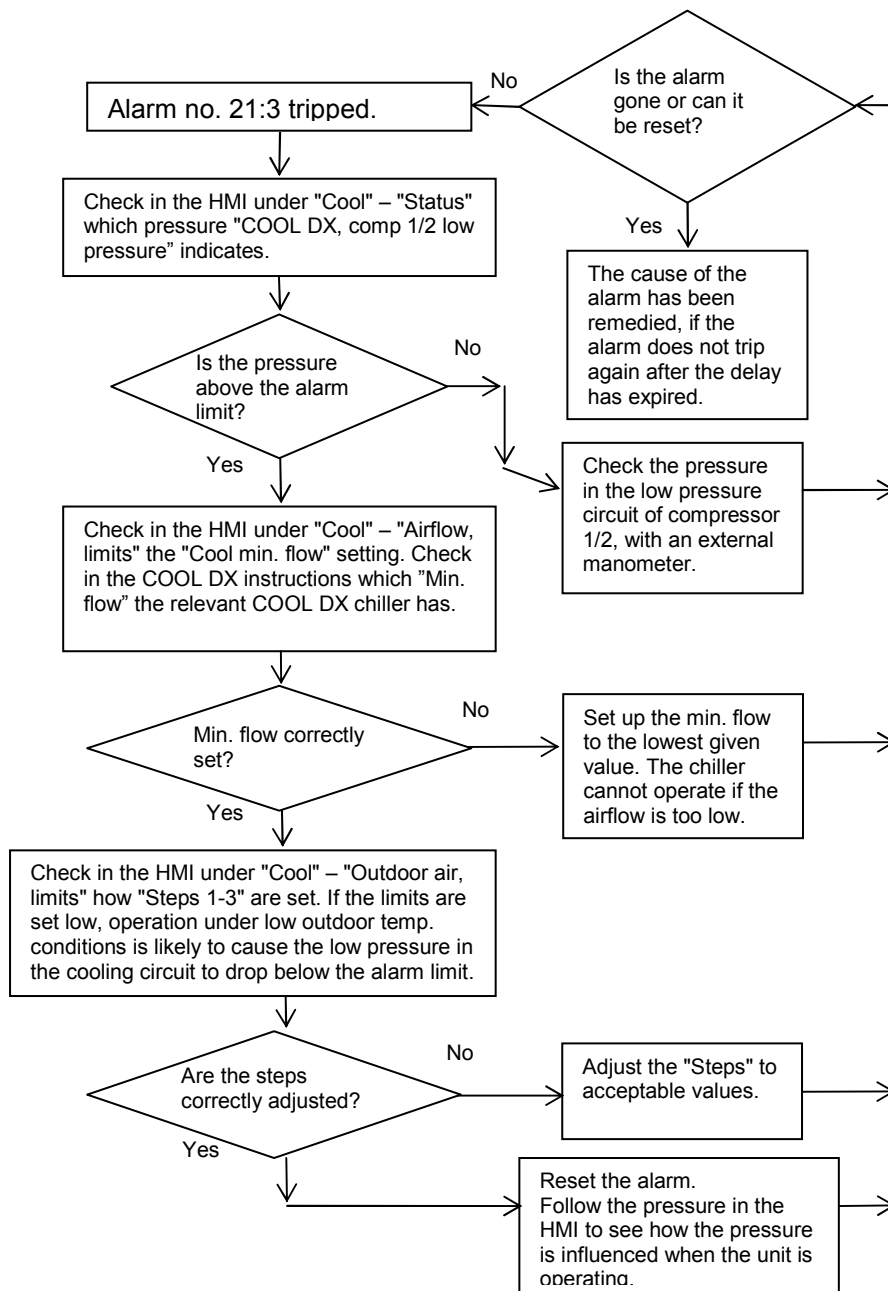 No
Is the alarm
gone or can it
be reset?
Alarm no. 21:3 tripped.
Check in the HMI under "Cool" – "Status"
which pressure "COOL DX, comp 1/2 low
pressure” indicates.
Yes
The cause of the
alarm has been
remedied, if the
alarm does not trip
again after the delay
has expired.
Is the pressure
above the alarm
limit?
No
Yes
Check the pressure
in the low pressure
circuit of compressor
1/2, with an external
manometer.
Check in the HMI under "Cool" – "Airflow,
limits" the "Cool min. flow" setting. Check
in the COOL DX instructions which ”Min.
flow” the relevant COOL DX chiller has.
Min. flow correctly
set?
No
Yes
Set up the min. flow
to the lowest given
value. The chiller
cannot operate if the
airflow is too low.
Check in the HMI under "Cool" – "Outdoor air,
limits" how "Steps 1-3" are set. If the limits are
set low, operation under low outdoor temp.
conditions is likely to cause the low pressure in
the cooling circuit to drop below the alarm limit.
Are the steps
correctly adjusted?
No
Yes
Adjust the "Steps" to
acceptable values.
Reset the alarm.
Follow the pressure in the
HMI to see how the pressure
is influenced when the unit is
operating.